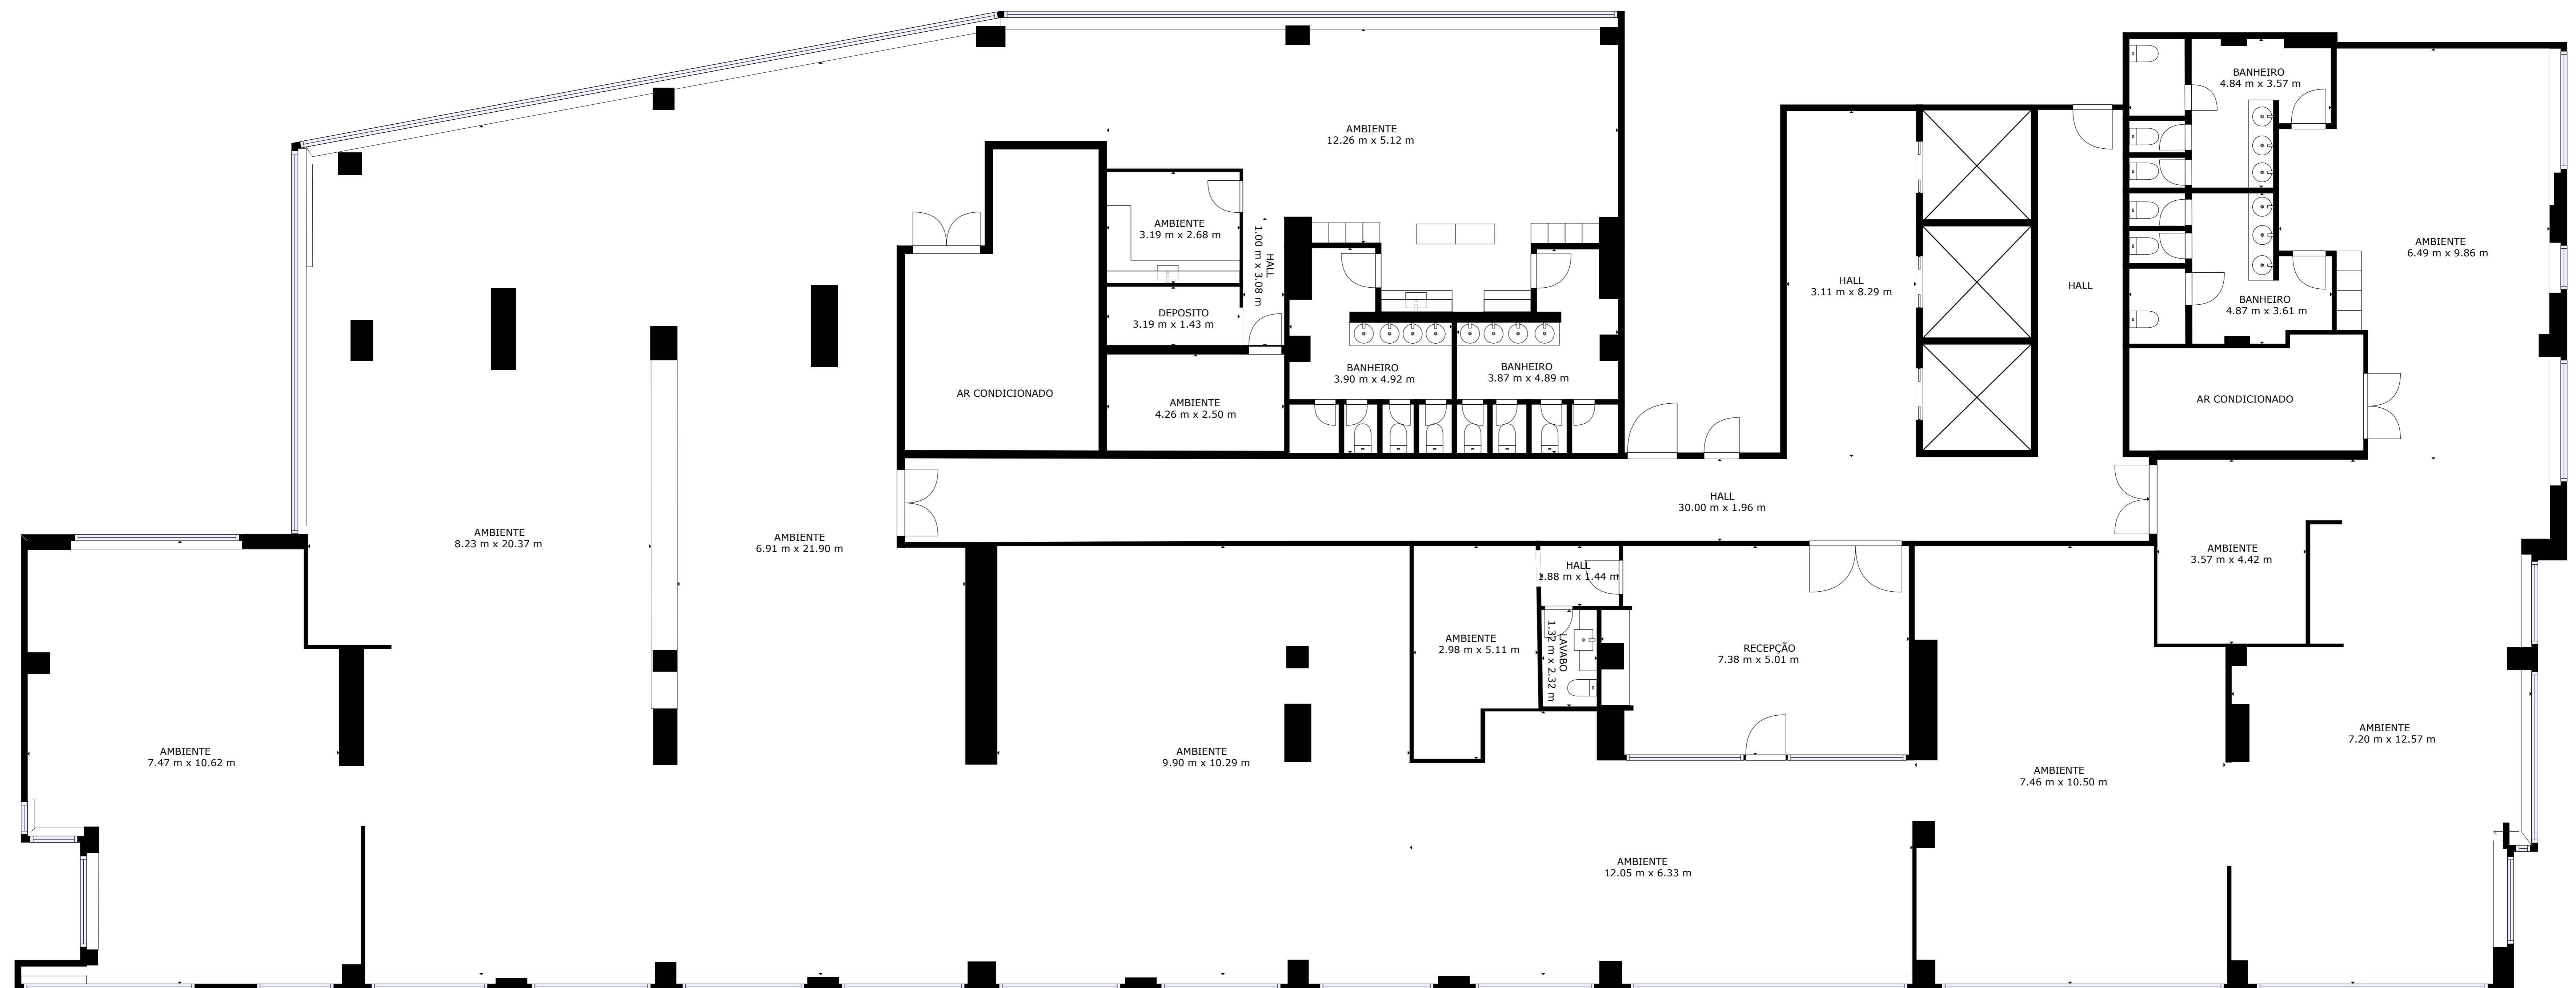 BANHEIRO
4.84 m x 3.57 m
AMBIENTE
12.26 m x 5.12 m
AMBIENTE
3.19 m x 2.68 m
HALL
1.00 m x 3.08 m
AMBIENTE
6.49 m x 9.86 m
HALL
3.11 m x 8.29 m
HALL
BANHEIRO
4.87 m x 3.61 m
DEPOSITO
3.19 m x 1.43 m
BANHEIRO
3.90 m x 4.92 m
BANHEIRO
3.87 m x 4.89 m
AR CONDICIONADO
AMBIENTE
4.26 m x 2.50 m
AR CONDICIONADO
HALL
30.00 m x 1.96 m
AMBIENTE
8.23 m x 20.37 m
AMBIENTE
6.91 m x 21.90 m
AMBIENTE
3.57 m x 4.42 m
HALL
1.88 m x 1.44 m
AMBIENTE
2.98 m x 5.11 m
LAVABO
1.32 m x 2.32 m
RECEPÇÃO
7.38 m x 5.01 m
AMBIENTE
7.20 m x 12.57 m
AMBIENTE
7.47 m x 10.62 m
AMBIENTE
9.90 m x 10.29 m
AMBIENTE
7.46 m x 10.50 m
AMBIENTE
12.05 m x 6.33 m